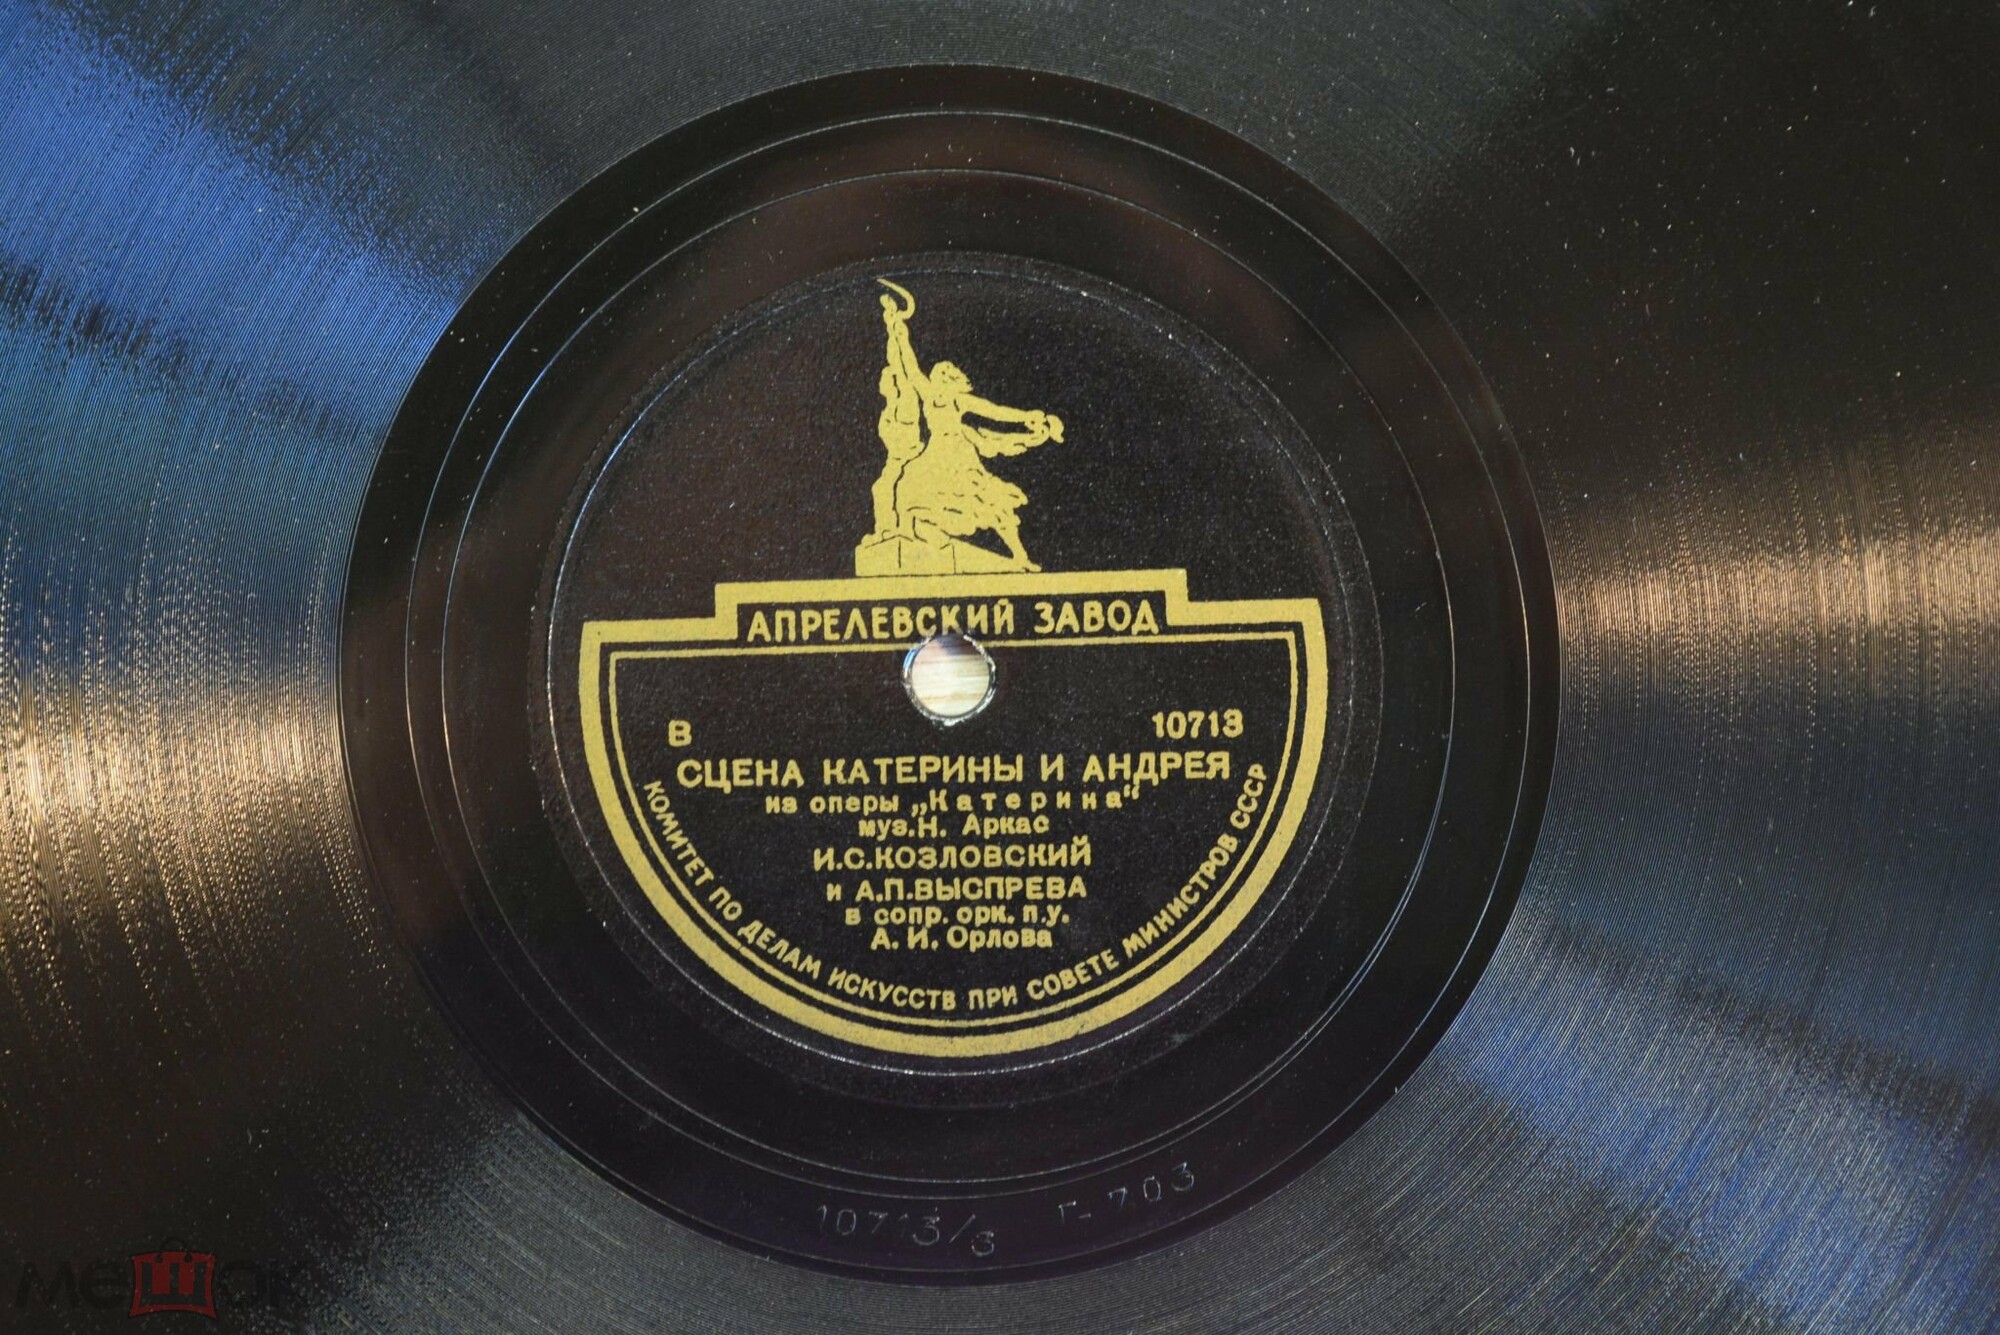 АПРЕЛЕВСКИЙ ЗАВОД
В 10713
СЦЕНА КАТЕРИНЫ И АНДРЕЯ
из оперы „Катерина“
муз.Н. Аркас
И.С.КОЗЛОВСКИЙ
и А.П.ВЫСПРЕВА
в сопр. орк. п.у.
А. И. Орлова
КОМИТЕТ ПО ДЕЛАМ ИСКУССТВ ПРИ СОВЕТЕ МИНИСТРОВ СССР
10713/3 Г-703
мешок